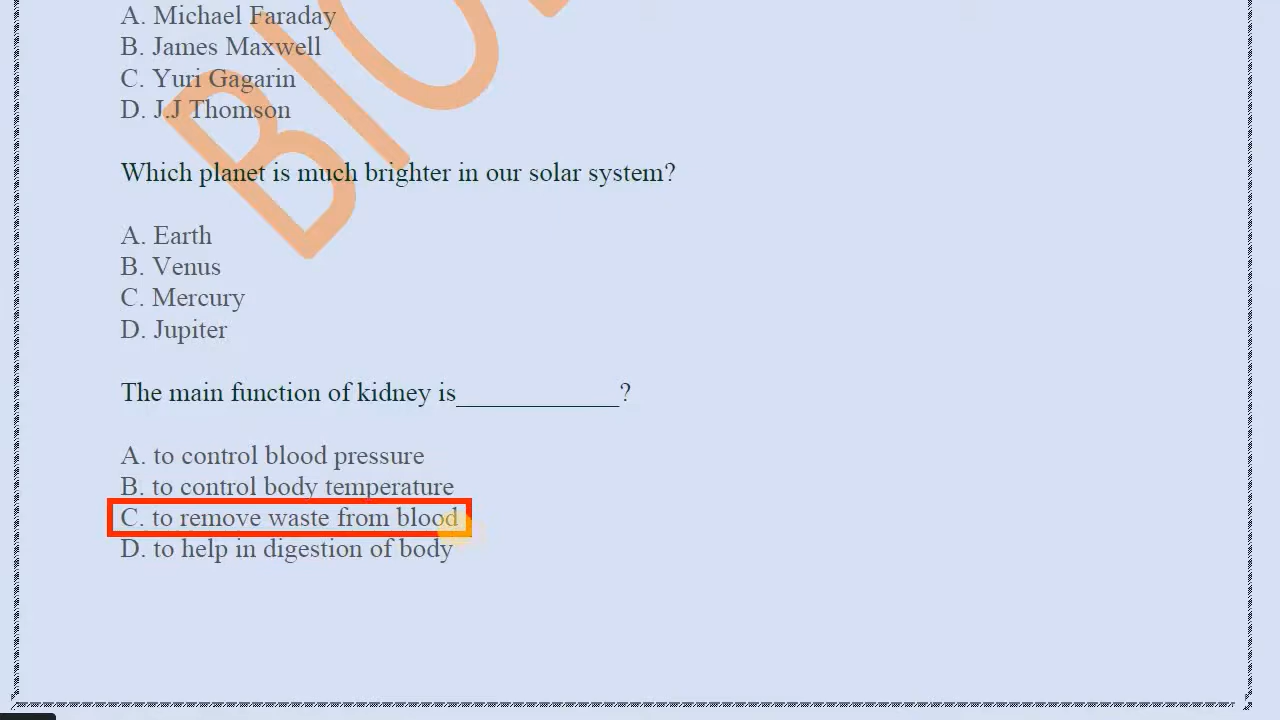 A. Michael Faraday
B. James Maxwell
C. Yuri Gagarin
D. J.J Thomson
Which planet is much brighter in our solar system?
A. Earth
B. Venus
C. Mercury
D. Jupiter
The main function of kidney is____________?
A. to control blood pressure
B. to control body temperature
C. to remove waste from blood
D. to help in digestion of body